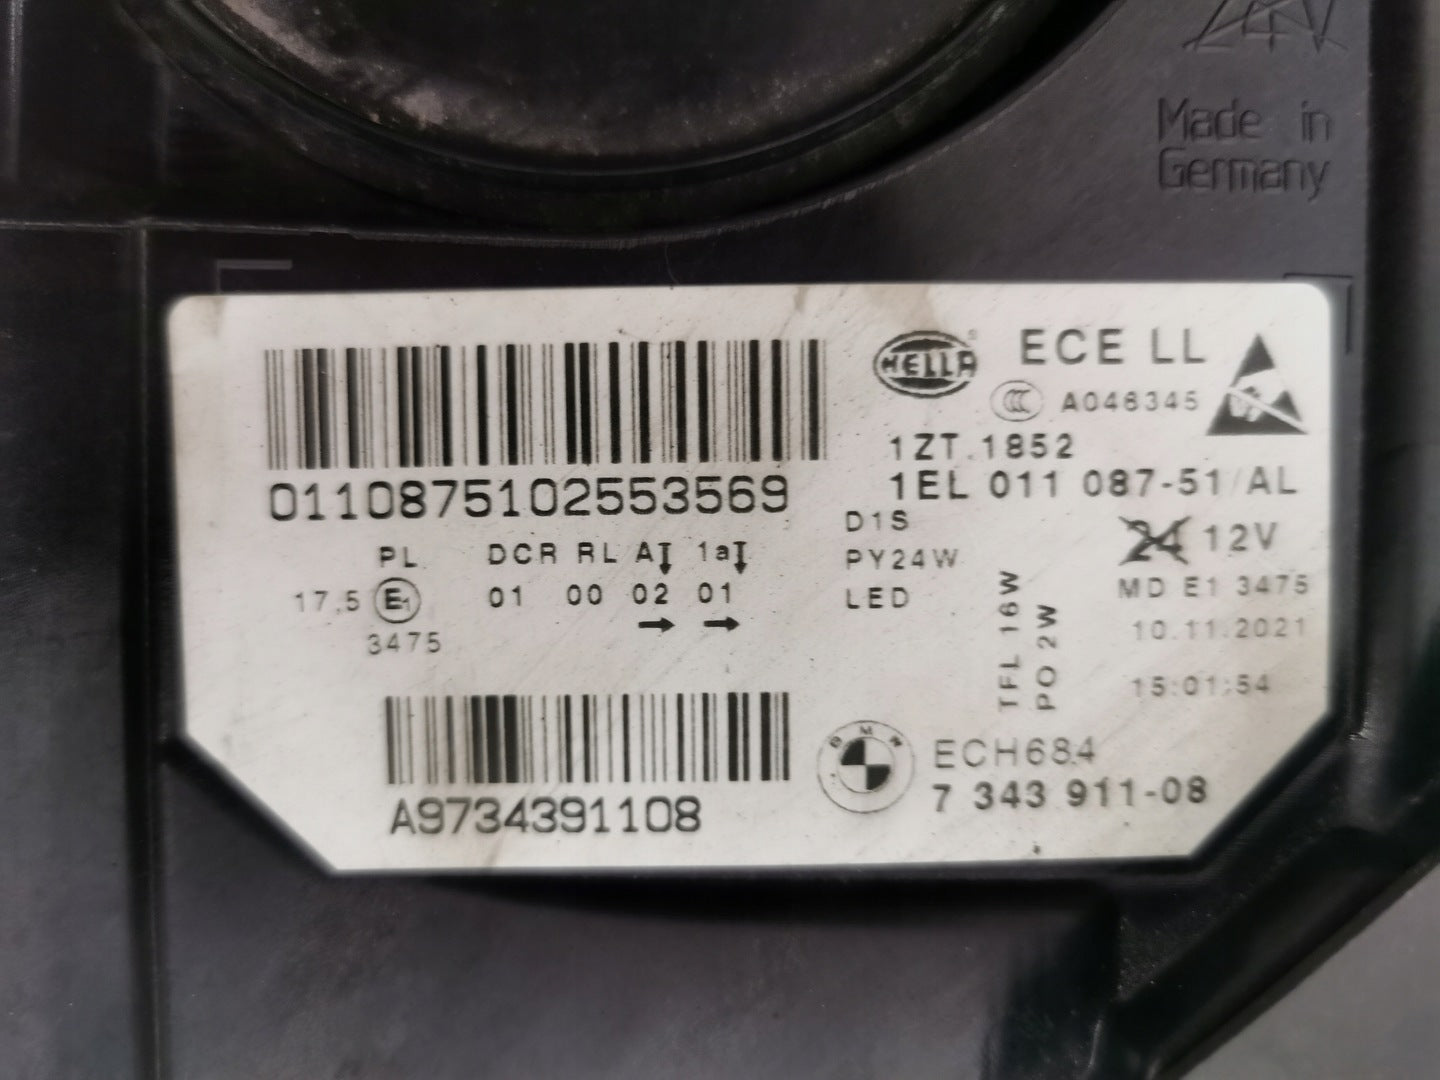 Made in
Germany
HELLA
ECE LL
CCC A046345
1ZT.1852
1EL 011 087-51/AL
0110875102553569
D1S
24 12V
PL DCR RL A 1a
PY24W
MD E1 3475
17,5 E1 01 00 02 01
LED
3475
10.11.2021
TFL 16W
PO 2W
15:01:54
BMW
ECH684
7 343 911-08
A9734391108